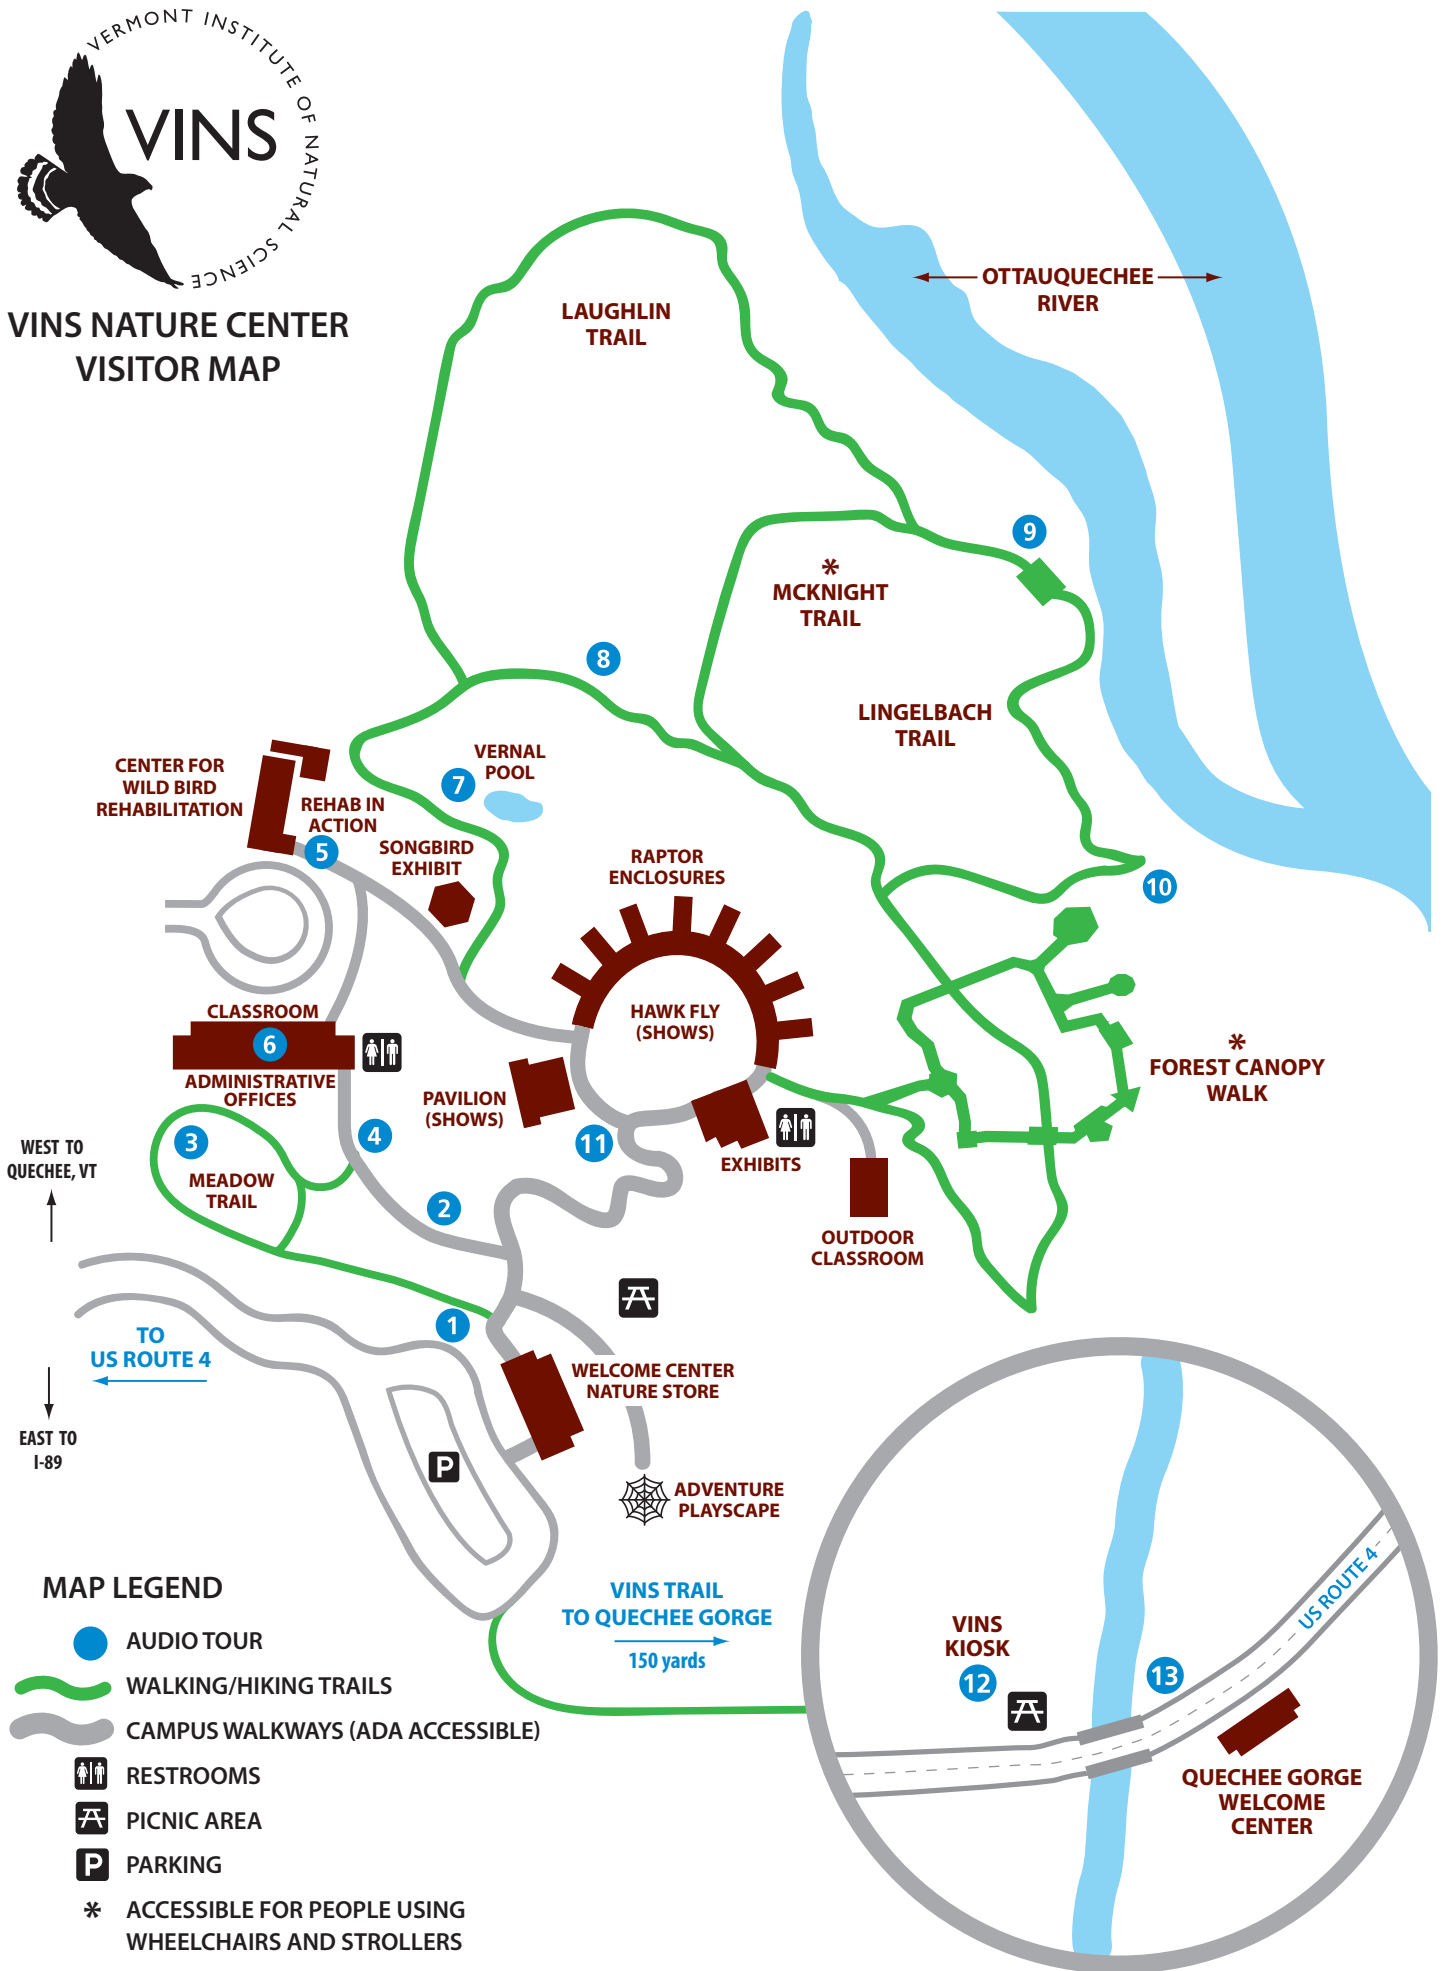 VERMONT INSTITUTE OF NATURAL SCIENCE
VINS
VINS NATURE CENTER
VISITOR MAP
OTTAUQUECHEE
RIVER
LAUGHLIN
TRAIL
9
*
MCKNIGHT
TRAIL
8
LINGELBACH
TRAIL
VERNAL
POOL
7
CENTER FOR
WILD BIRD
REHABILITATION
REHAB IN
ACTION
5
SONGBIRD
EXHIBIT
RAPTOR
ENCLOSURES
10
HAWK FLY
(SHOWS)
CLASSROOM
6
ADMINISTRATIVE
OFFICES
*
FOREST CANOPY
WALK
PAVILION
(SHOWS)
11
EXHIBITS
3
4
MEADOW
TRAIL
2
WEST TO
QUECHEE, VT
OUTDOOR
CLASSROOM
1
TO
US ROUTE 4
WELCOME CENTER
NATURE STORE
EAST TO
I-89
P
ADVENTURE
PLAYSCAPE
VINS TRAIL
TO QUECHEE GORGE
150 yards
US ROUTE 4
VINS
KIOSK
12
13
QUECHEE GORGE
WELCOME
CENTER
MAP LEGEND
AUDIO TOUR
WALKING/HIKING TRAILS
CAMPUS WALKWAYS (ADA ACCESSIBLE)
RESTROOMS
PICNIC AREA
P PARKING
* ACCESSIBLE FOR PEOPLE USING
WHEELCHAIRS AND STROLLERS